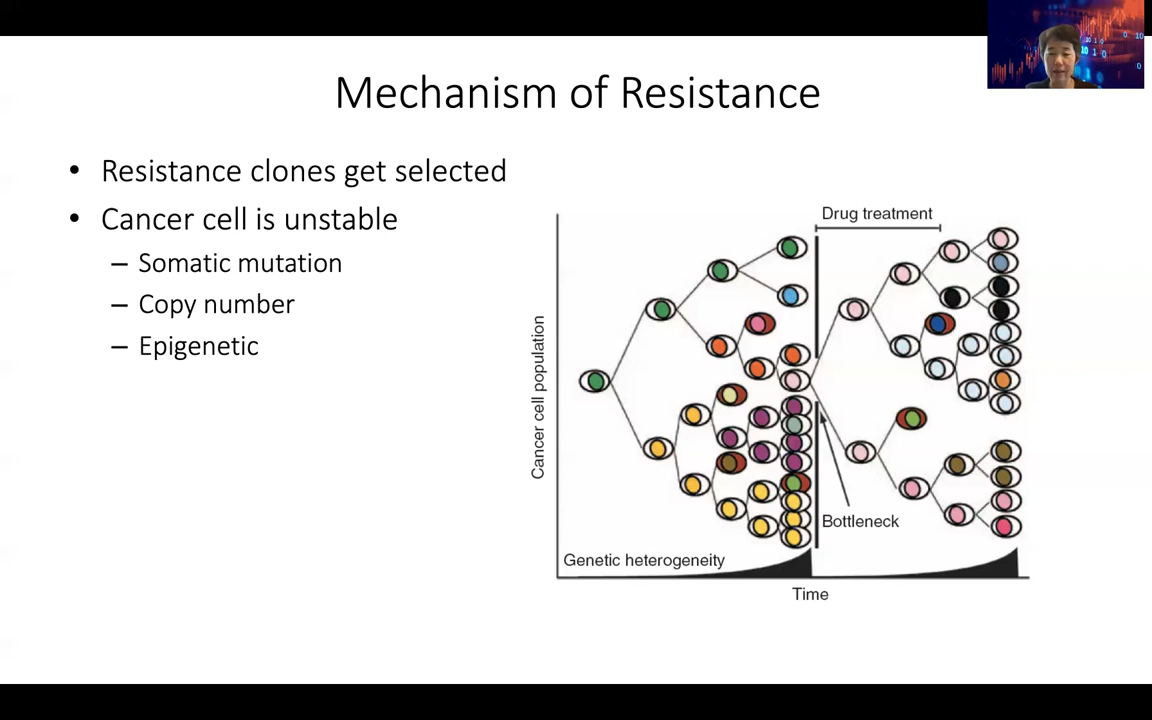 Mechanism of Resistance
• Resistance clones get selected
• Cancer cell is unstable
– Somatic mutation
– Copy number
– Epigenetic
Drug treatment
Cancer cell population
Bottleneck
Genetic heterogeneity
Time